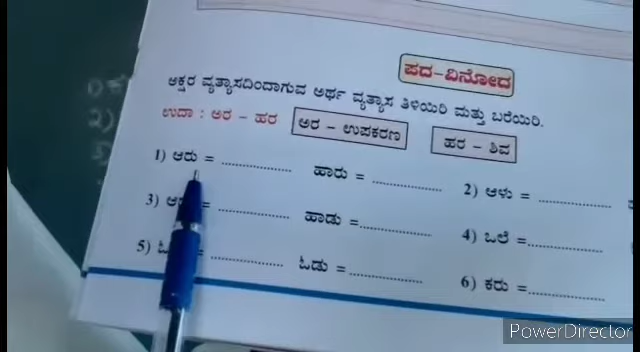 ಪದ-ವಿನೋದ
ಅಕ್ಷರ ವ್ಯತ್ಯಾಸದಿಂದಾಗುವ ಅರ್ಥ ವ್ಯತ್ಯಾಸ ತಿಳಿಯಿರಿ ಮತ್ತು ಬರೆಯಿರಿ.
ಉದಾ : ಅರ - ಹರ ಅರ - ಉಪಕರಣ ಹರ - ಶಿವ
1) ಆರು = .............. ಹಾರು = .............. 2) ಆಳು = ..............
3) = .............. ಹಾಡು =.............. 4) ಒಲೆ =..............
5) = .............. ಓಡು =.............. 6) ಕರು =..............
PowerDirector